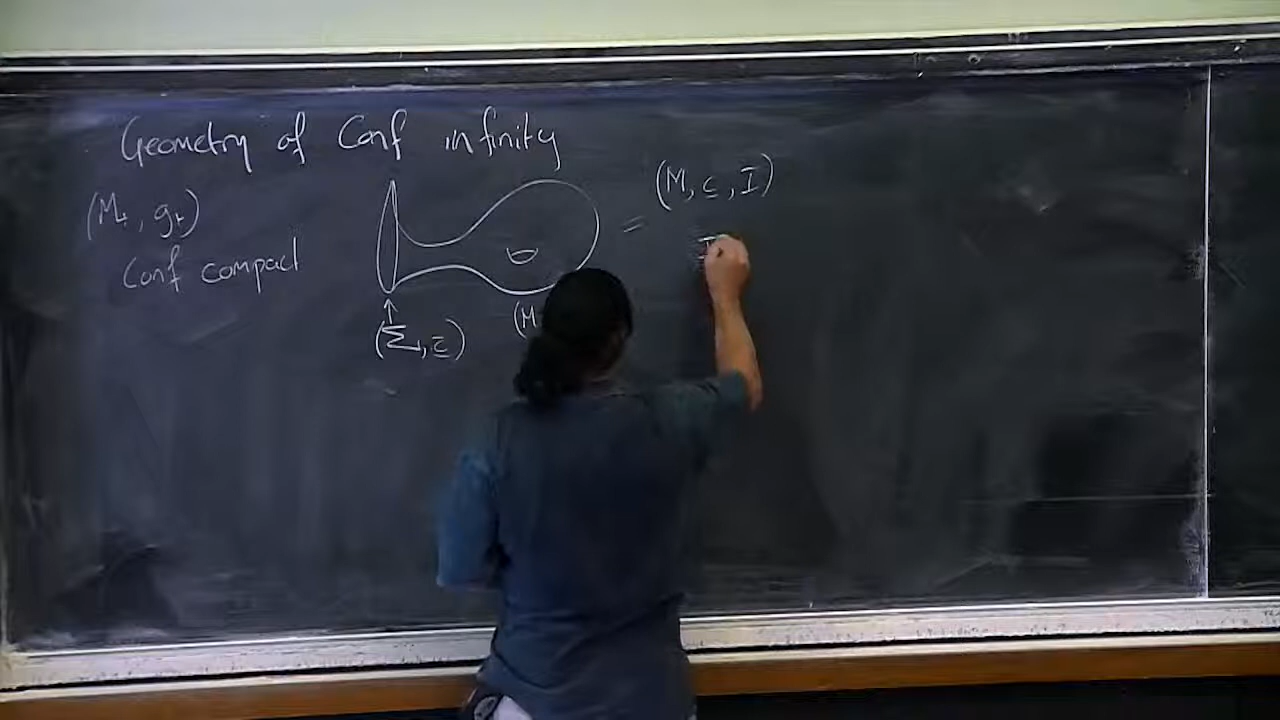 Geometry of Conf infinity
(M₊, g₊)
Conf compact
(Σ, c)
(M
= (M, c, I)
I